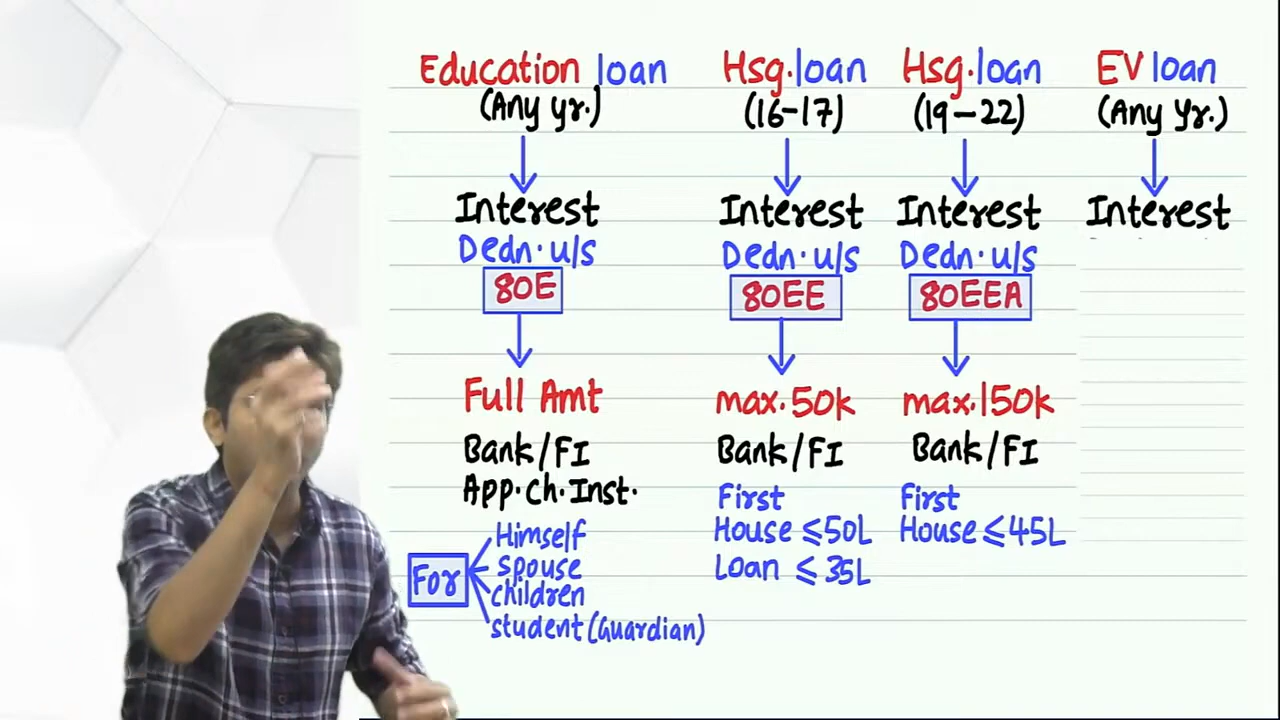 Education loan
(Any yr.)
Interest
Dedn. u/s
80E
Full Amt
Bank/FI
App. Ch. Inst.
For
Himself
Spouse
children
student (Guardian)
Hsg. loan
(16-17)
Interest
Dedn. u/s
80EE
max. 50k
Bank/FI
First
House ≤50L
Loan ≤ 35L
Hsg. loan
(19-22)
Interest
Dedn. u/s
80EEA
max. 150k
Bank/FI
First
House ≤45L
EV loan
(Any Yr.)
Interest